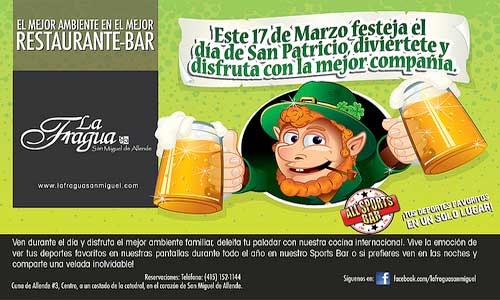 EL MEJOR AMBIENTE EN EL MEJOR
RESTAURANTE-BAR
La
Fragua
San Miguel de Allende
www.lafraguasanmiguel.com
Este 17 de Marzo festeja el
día de San Patricio, diviértete y
disfruta con la mejor compañía.
ALL SPORTS
BAR
¡TUS DEPORTES FAVORITOS
EN UN SOLO LUGAR!
Ven durante el día y disfruta el mejor ambiente familiar, deleita tu paladar con nuestra cocina internacional. Vive la emoción de
ver tus deportes favoritos en nuestras pantallas durante todo el año en nuestro Sports Bar o si prefieres ven en las noches y
comparte una velada inolvidable!
Reservaciones: Teléfono: (415) 152-1144
Cuna de Allende #3, Centro, a un costado de la catedral, en el corazón de San Miguel de Allende.
Síguenos en: f facebook.com/lafraguasanmiguel